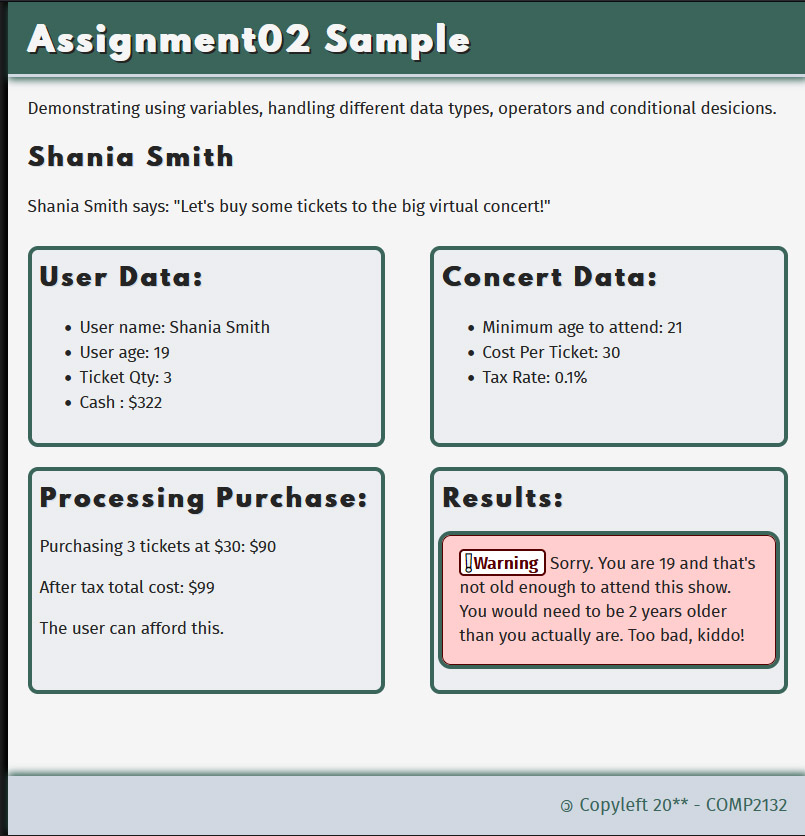 Assignment02 Sample
Demonstrating using variables, handling different data types, operators and conditional desicions.
Shania Smith
Shania Smith says: "Let's buy some tickets to the big virtual concert!"
User Data:
• User name: Shania Smith
• User age: 19
• Ticket Qty: 3
• Cash : $322
Concert Data:
• Minimum age to attend: 21
• Cost Per Ticket: 30
• Tax Rate: 0.1%
Processing Purchase:
Purchasing 3 tickets at $30: $90
After tax total cost: $99
The user can afford this.
Results:
❕Warning Sorry. You are 19 and that's
not old enough to attend this show.
You would need to be 2 years older
than you actually are. Too bad, kiddo!
🄯 Copyleft 20** - COMP2132